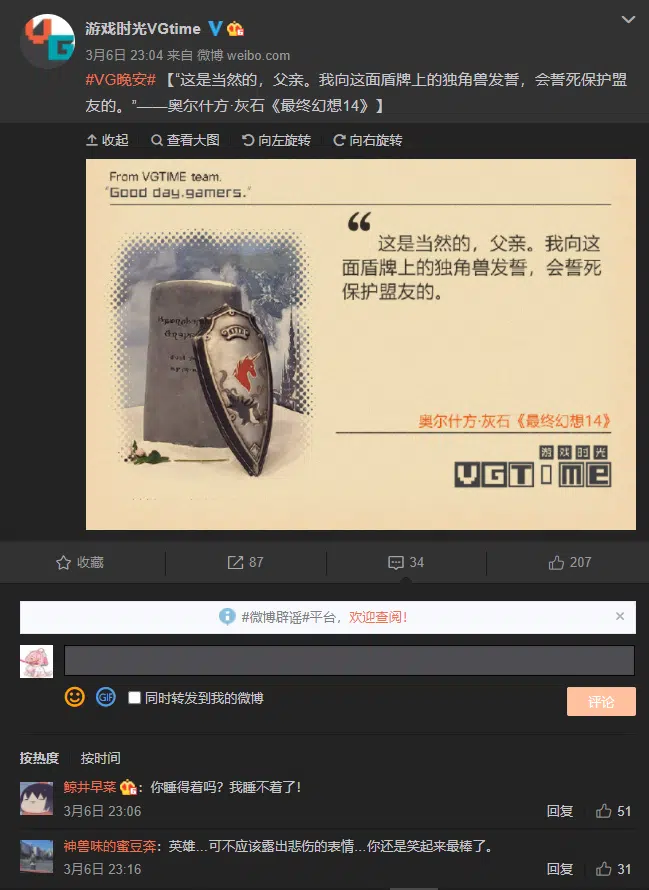 游戏时光VGtime
3月6日 23:04 来自 微博 weibo.com
#VG晚安# 【“这是当然的，父亲。我向这面盾牌上的独角兽发誓，会誓死保护盟
友的。”——奥尔什方·灰石《最终幻想14》】
收起 查看大图 向左旋转 向右旋转
From VGTIME team.
"Good day.gamers."
“
这是当然的，父亲。我向这
面盾牌上的独角兽发誓，会誓死
保护盟友的。
奥尔什方·灰石《最终幻想14》
游戏时光
VGTIME
收藏 87 34 207
#微博辟谣#平台，欢迎查阅！
GIF 同时转发到我的微博 评论
按热度 按时间
鲸井早菜：你睡得着吗？我睡不着了！
3月6日 23:06 回复 51
神兽味的蜜豆奔：英雄...可不应该露出悲伤的表情...你还是笑起来最棒了。
3月6日 23:16 回复 31